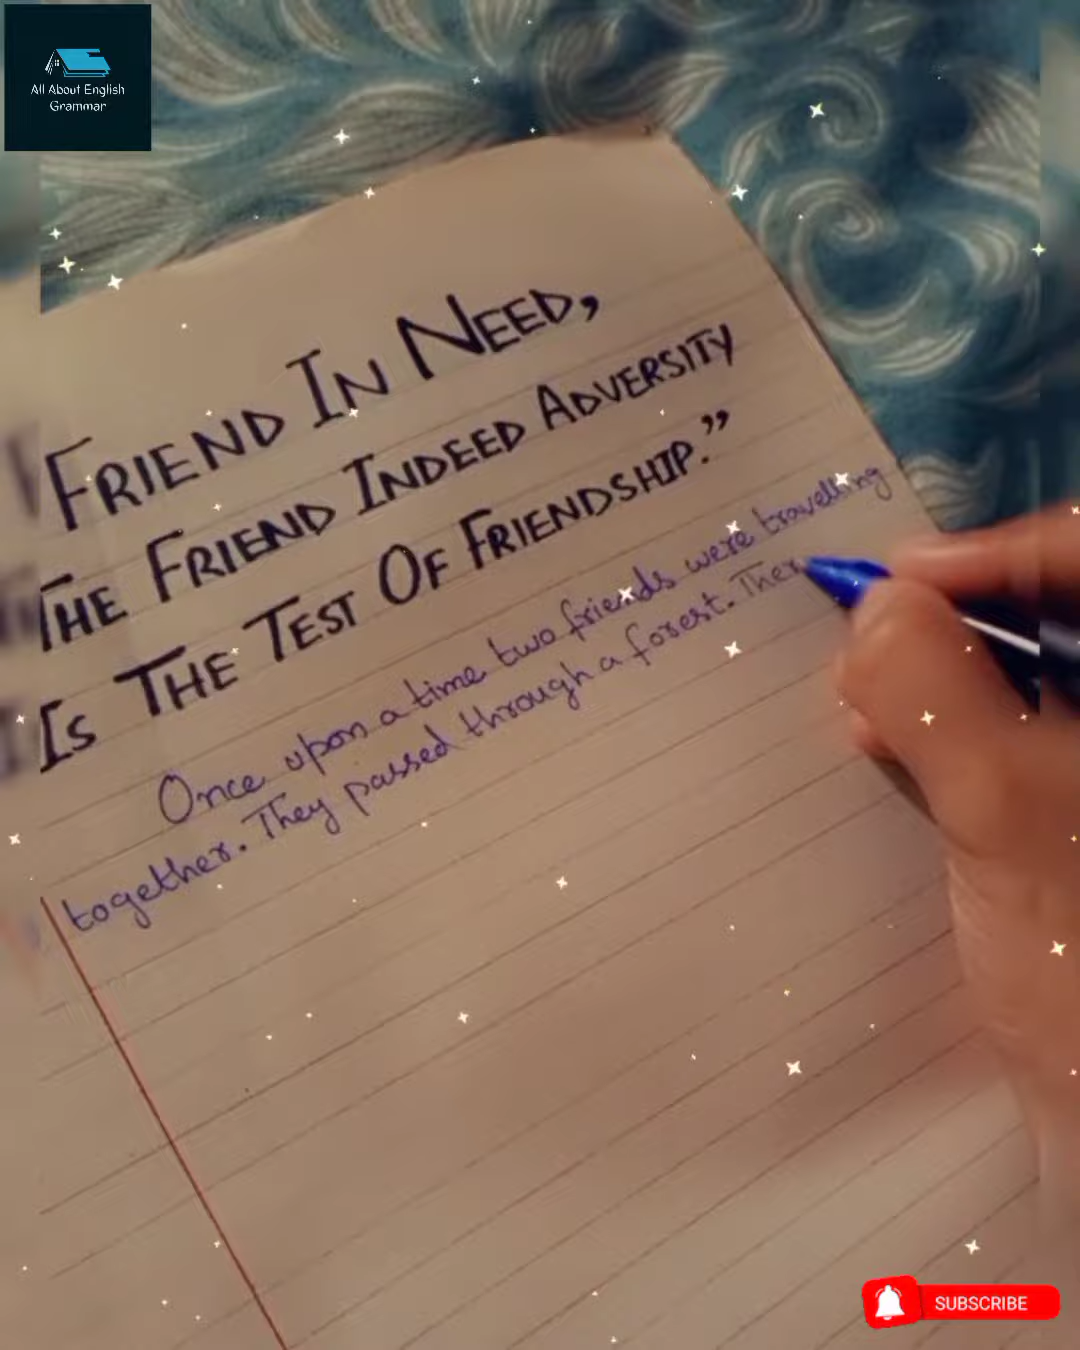 All About English
Grammar
FRIEND IN NEED,
THE FRIEND INDEED ADVERSITY
IS THE TEST OF FRIENDSHIP."
Once upon a time two friends were travelling
together. They passed through a forest. Ther
SUBSCRIBE